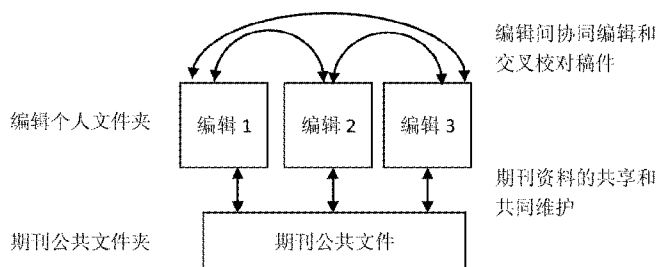 编辑间协同编辑和
交叉校对稿件
编辑个人文件夹
编辑 1
编辑 2
编辑 3
期刊资料的共享和
共同维护
期刊公共文件夹
期刊公共文件